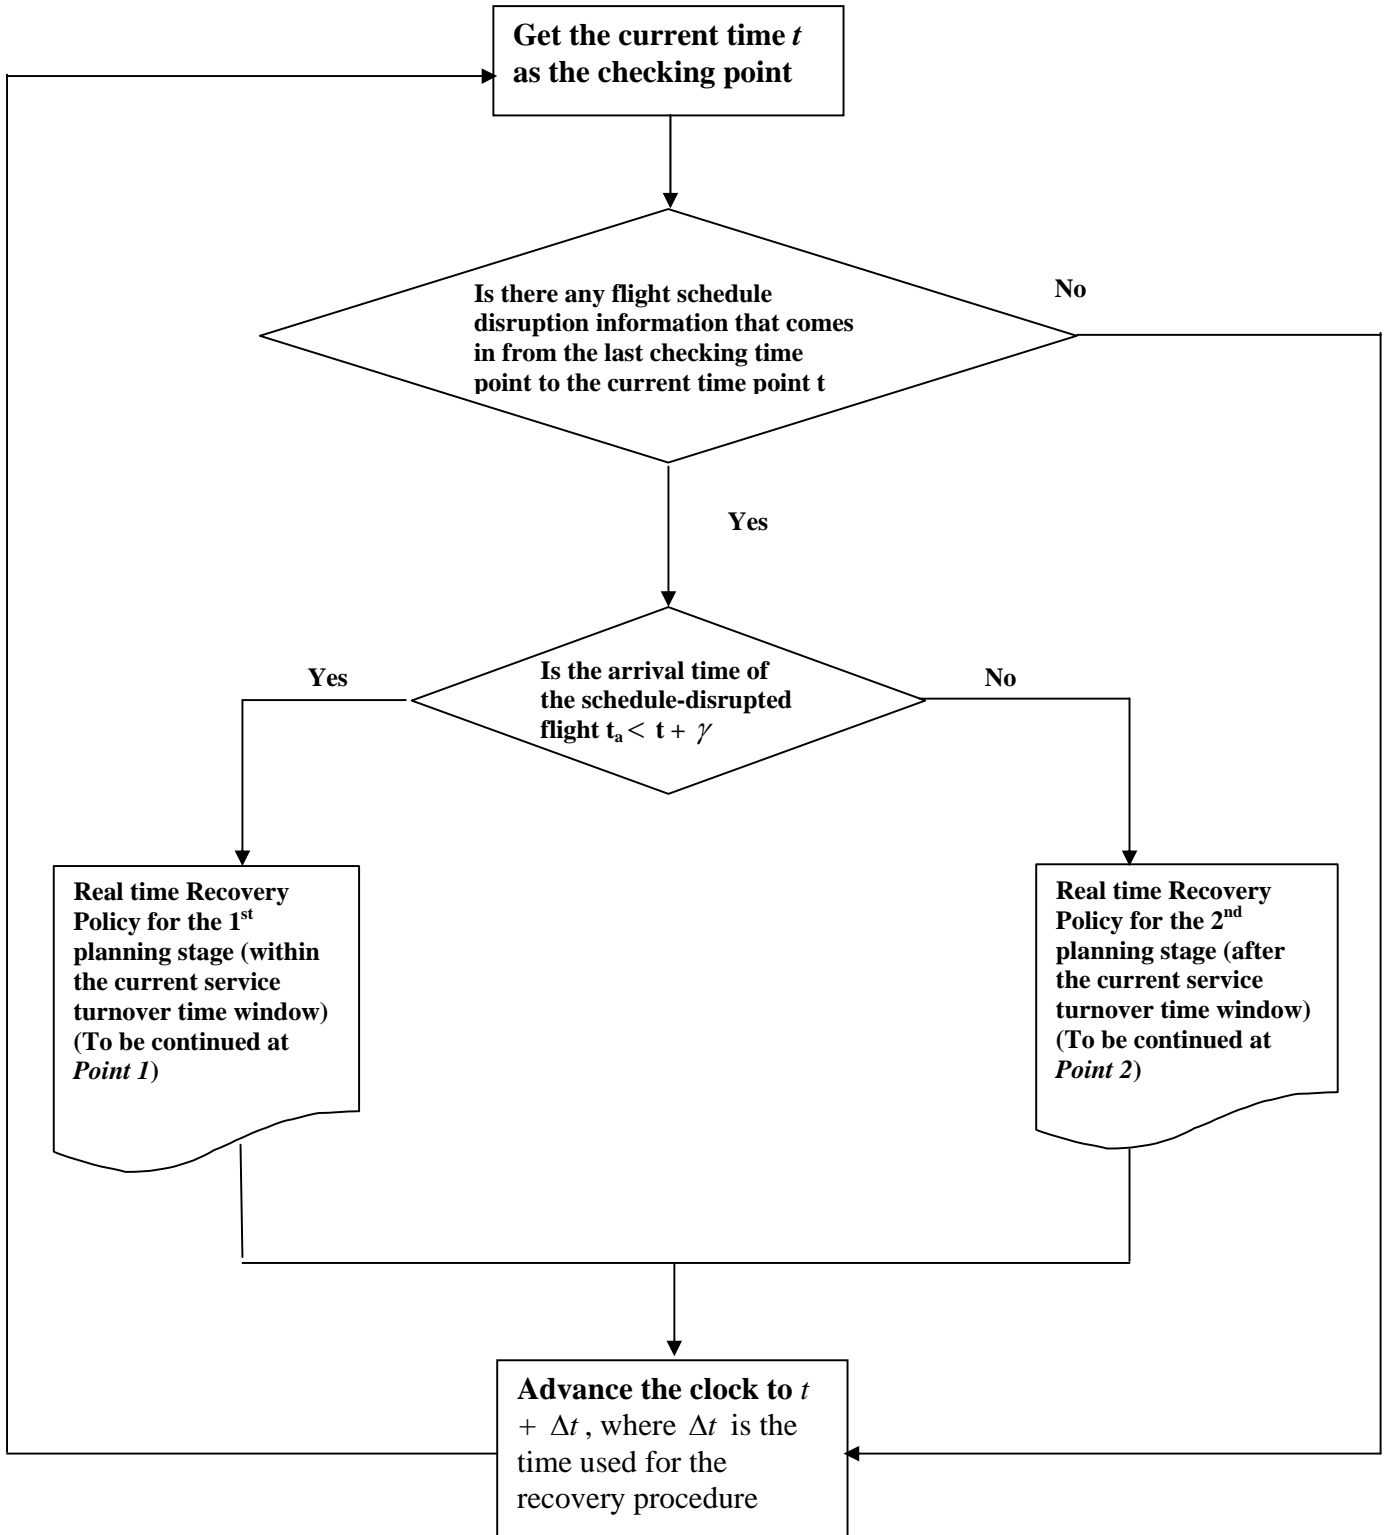 Get the current time t
as the checking point
No
Is there any flight schedule
disruption information that comes
in from the last checking time
point to the current time point t
Yes
Yes
Is the arrival time of
the schedule-disrupted
flight tₐ < t + γ
No
Real time Recovery
Policy for the 1st
planning stage (within
the current service
turnover time window)
(To be continued at
Point 1)
Real time Recovery
Policy for the 2nd
planning stage (after
the current service
turnover time window)
(To be continued at
Point 2)
Advance the clock to t
+ Δt , where Δt is the
time used for the
recovery procedure